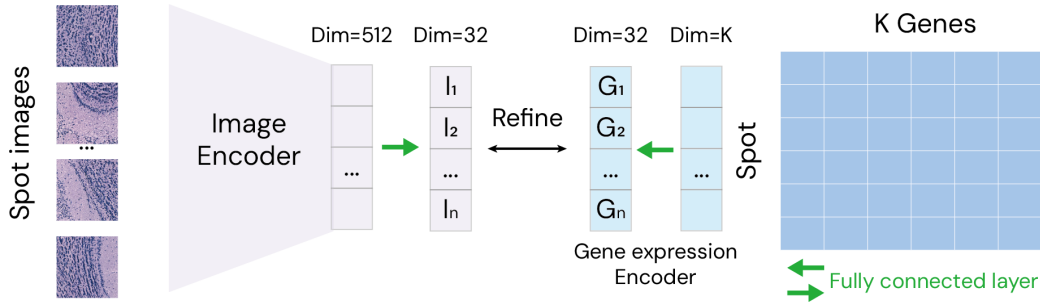 Spot images
...
Image
Encoder
Dim=512
...
Dim=32
I₁
I₂
...
Iₙ
Refine
Dim=32
G₁
G₂
...
Gₙ
Dim=K
...
Gene expression
Encoder
Spot
K Genes
Fully connected layer